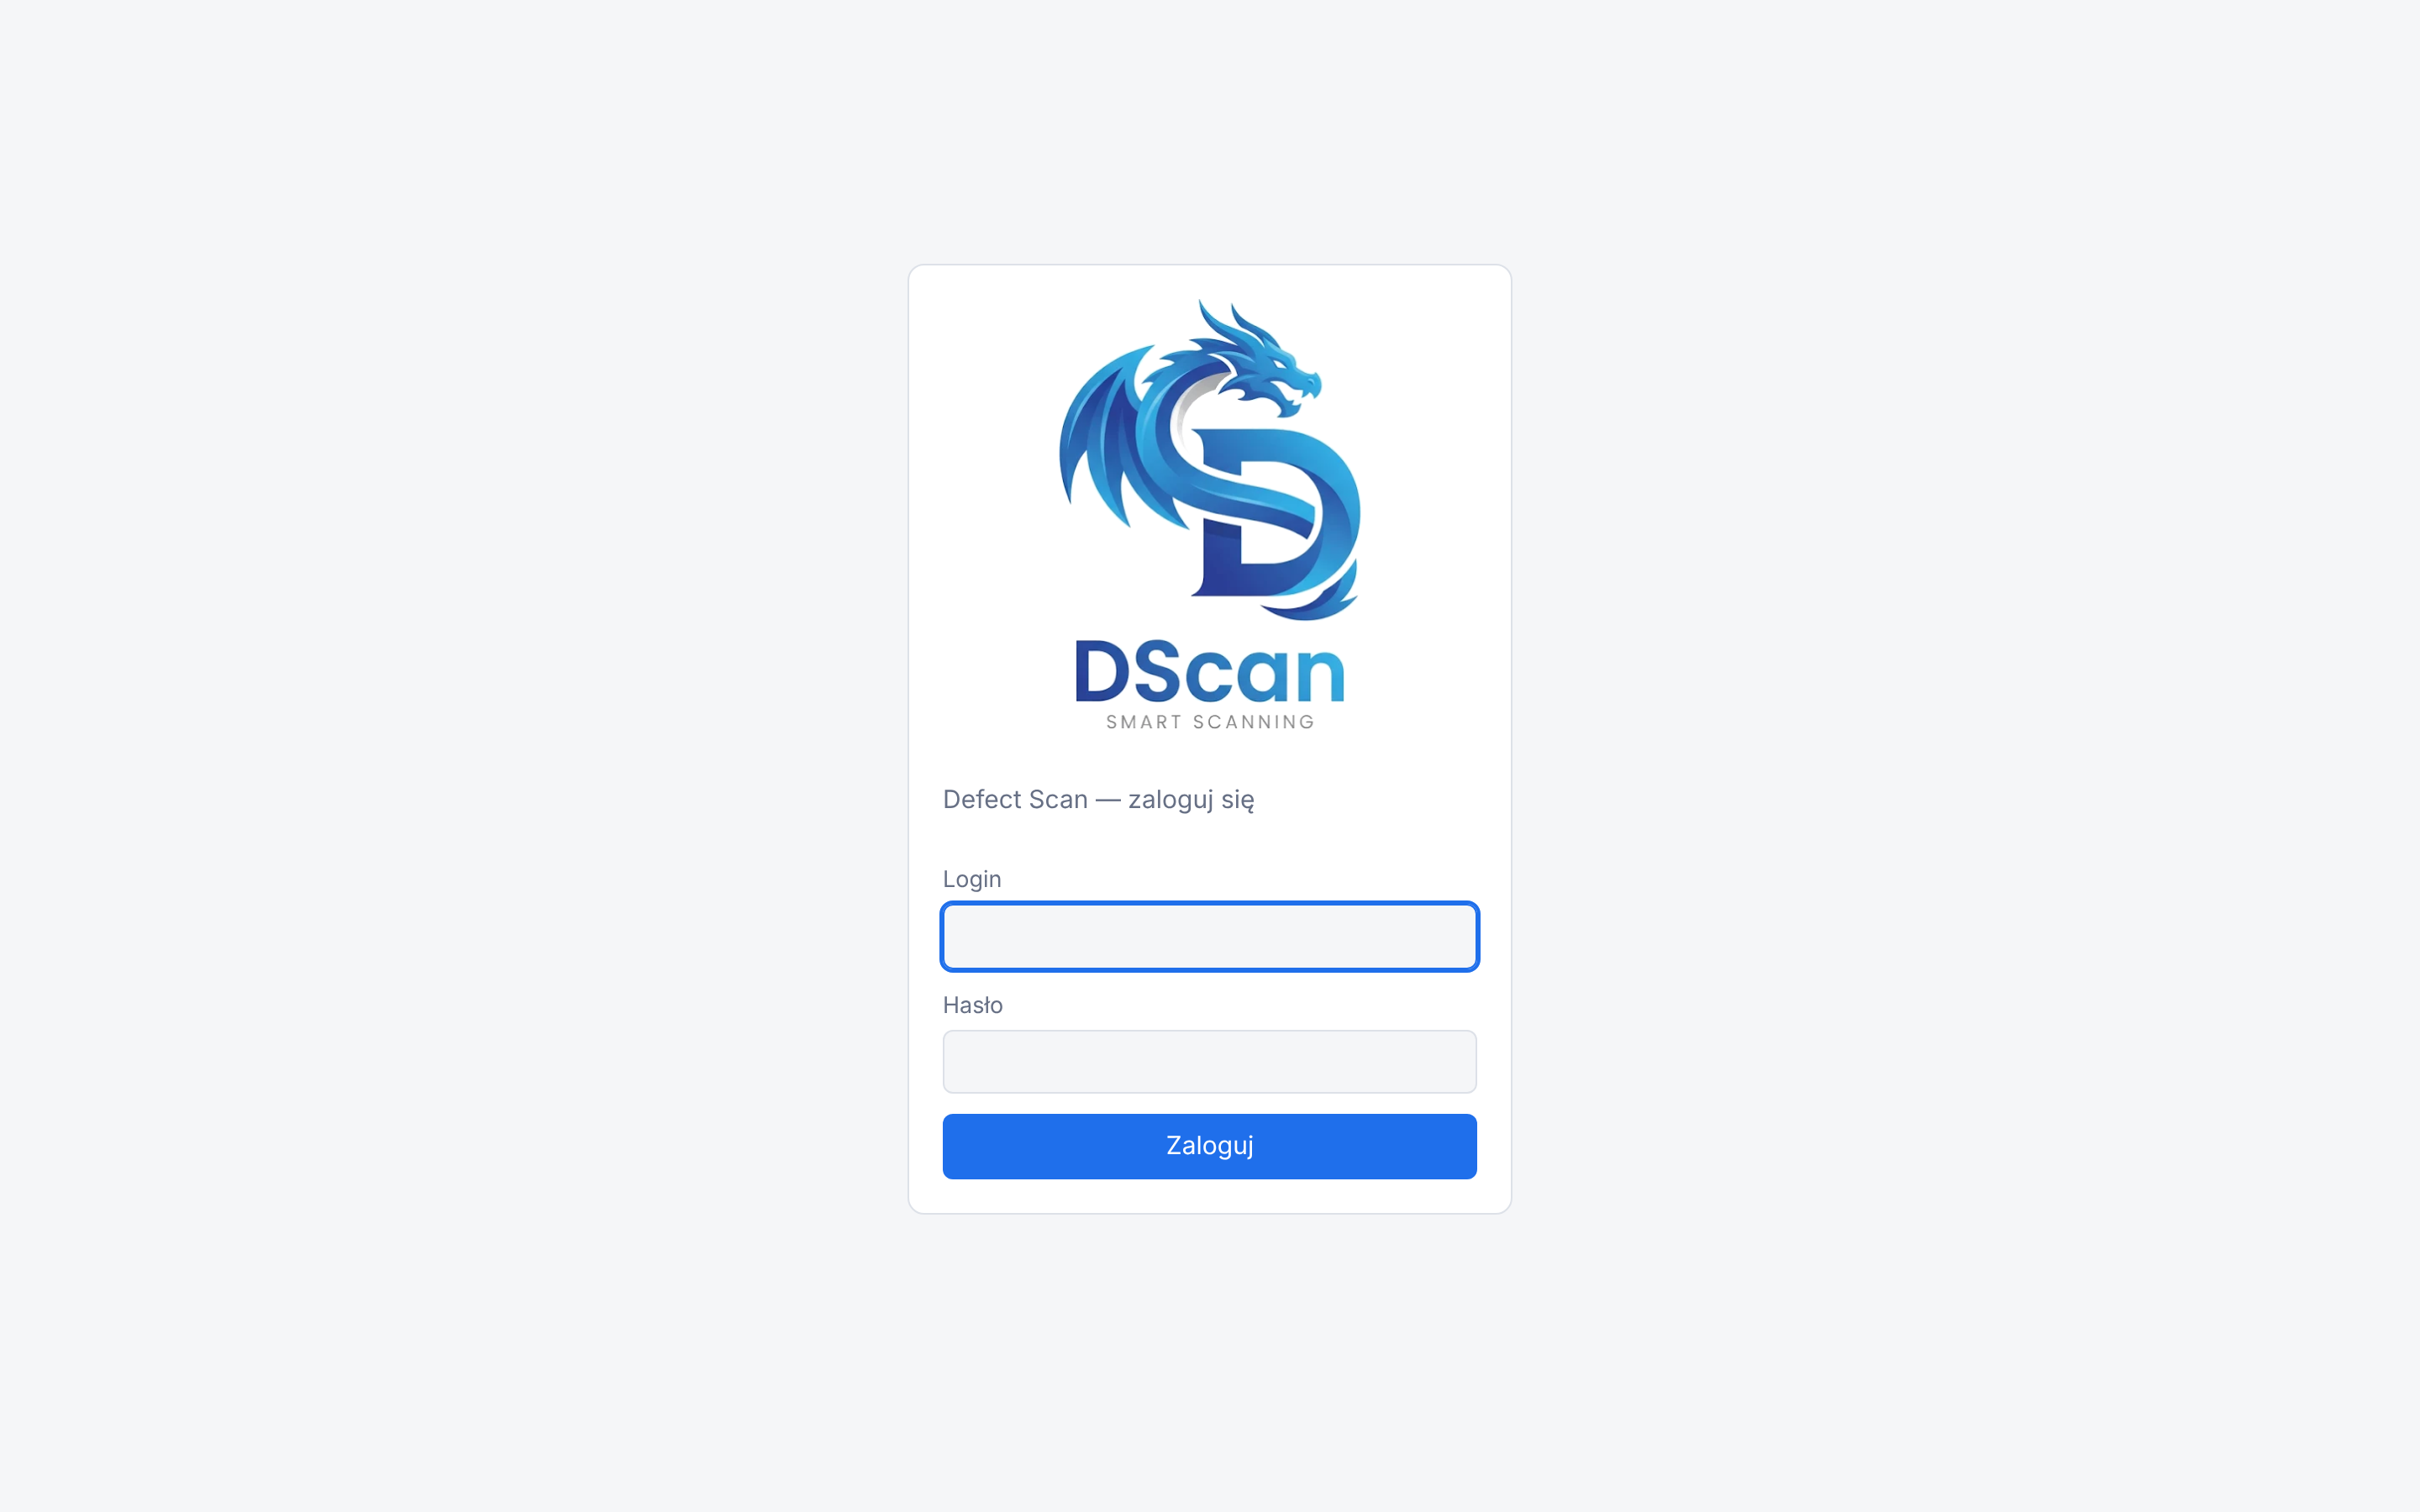 DScan
SMART SCANNING
Defect Scan — zaloguj się
Login
Hasło
Zaloguj